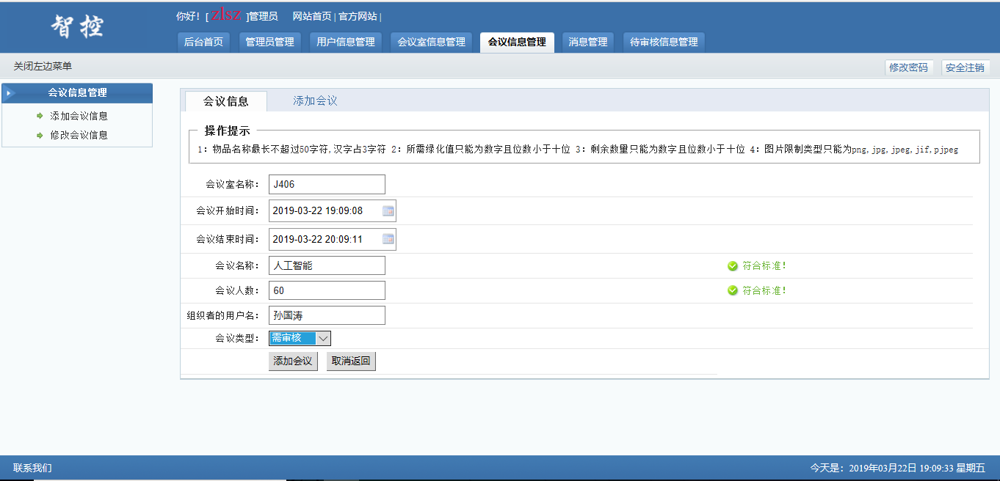 智控
你好! [ zlsz ]管理员 网站首页 | 官方网站 |
后台首页 管理员管理 用户信息管理 会议室信息管理 会议信息管理 消息管理 待审核信息管理
关闭左边菜单 修改密码 安全注销
会议信息管理
添加会议信息
修改会议信息
会议信息 添加会议
操作提示
1: 物品名称最长不超过50字符,汉字占3字符 2: 所需绿化值只能为数字且位数小于十位 3: 剩余数量只能为数字且位数小于十位 4: 图片限制类型只能为png,jpg,jpeg,jif,pjpeg
会议室名称: J406
会议开始时间: 2019-03-22 19:09:08
会议结束时间: 2019-03-22 20:09:11
会议名称: 人工智能 符合标准!
会议人数: 60 符合标准!
组织者的用户名: 孙国涛
会议类型: 需审核
添加会议 取消返回
联系我们 今天是: 2019年03月22日 19:09:33 星期五